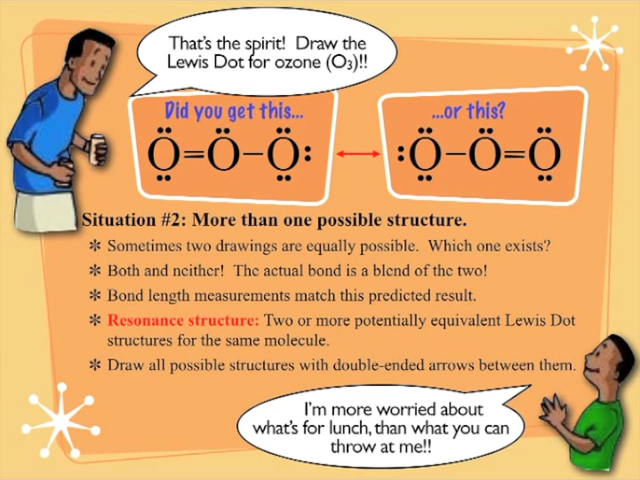 That's the spirit! Draw the
Lewis Dot for ozone (O₃)!!
Did you get this...
...or this?
O=O–O
O–O=O
Situation #2: More than one possible structure.
Sometimes two drawings are equally possible. Which one exists?
Both and neither! The actual bond is a blend of the two!
Bond length measurements match this predicted result.
Resonance structure: Two or more potentially equivalent Lewis Dot
structures for the same molecule.
Draw all possible structures with double-ended arrows between them.
I'm more worried about
what's for lunch, than what you can
throw at me!!